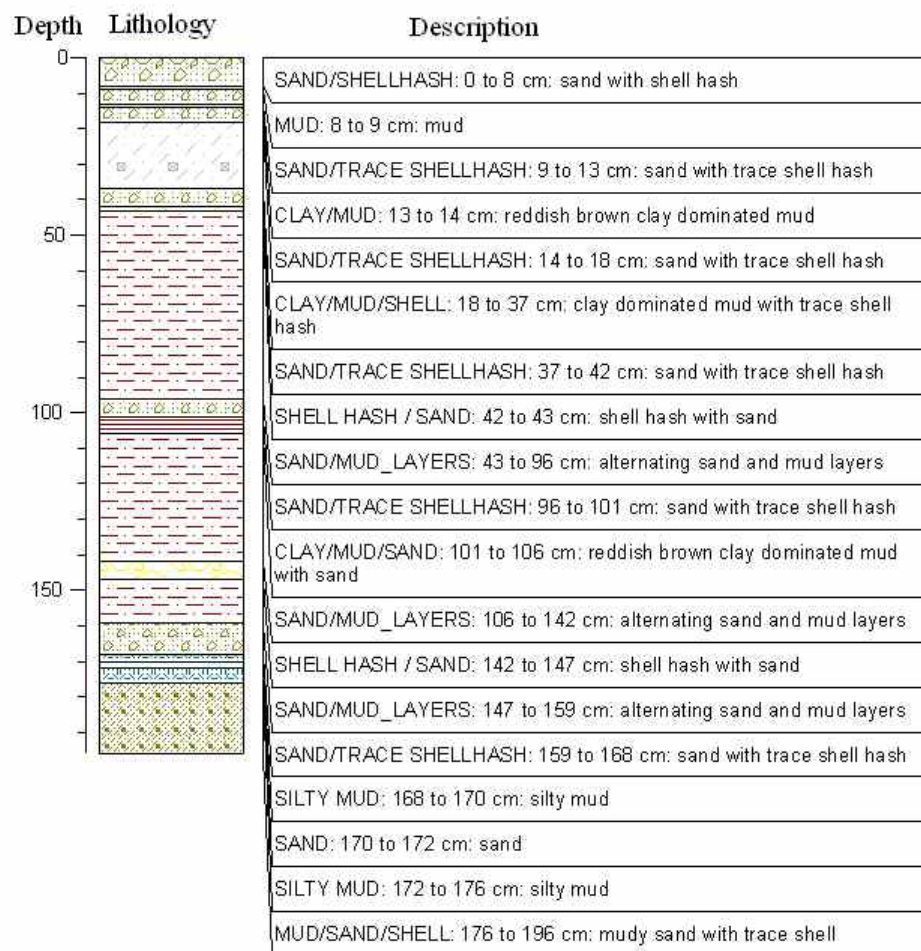 Depth Lithology Description
0
50
100
150
SAND/SHELLHASH: 0 to 8 cm: sand with shell hash
MUD: 8 to 9 cm: mud
SAND/TRACE SHELLHASH: 9 to 13 cm: sand with trace shell hash
CLAY/MUD: 13 to 14 cm: reddish brown clay dominated mud
SAND/TRACE SHELLHASH: 14 to 18 cm: sand with trace shell hash
CLAY/MUD/SHELL: 18 to 37 cm: clay dominated mud with trace shell
hash
SAND/TRACE SHELLHASH: 37 to 42 cm: sand with trace shell hash
SHELL HASH / SAND: 42 to 43 cm: shell hash with sand
SAND/MUD_LAYERS: 43 to 96 cm: alternating sand and mud layers
SAND/TRACE SHELLHASH: 96 to 101 cm: sand with trace shell hash
CLAY/MUD/SAND: 101 to 106 cm: reddish brown clay dominated mud
with sand
SAND/MUD_LAYERS: 106 to 142 cm: alternating sand and mud layers
SHELL HASH / SAND: 142 to 147 cm: shell hash with sand
SAND/MUD_LAYERS: 147 to 159 cm: alternating sand and mud layers
SAND/TRACE SHELLHASH: 159 to 168 cm: sand with trace shell hash
SILTY MUD: 168 to 170 cm: silty mud
SAND: 170 to 172 cm: sand
SILTY MUD: 172 to 176 cm: silty mud
MUD/SAND/SHELL: 176 to 196 cm: mudy sand with trace shell